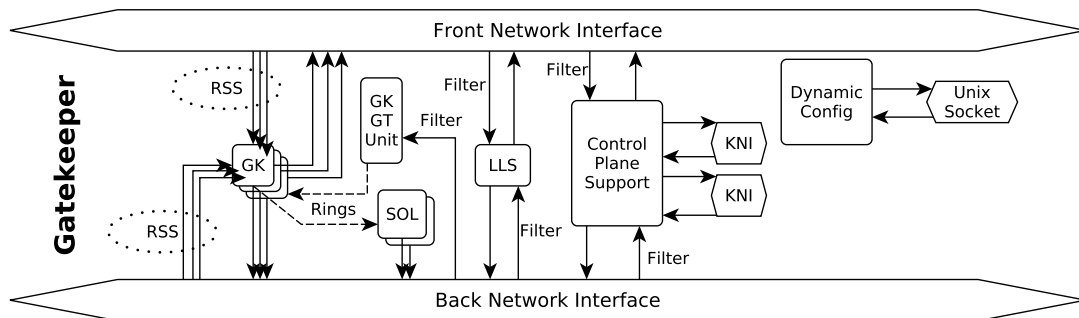 Front Network Interface
Gatekeeper
RSS
Filter
Filter
GK
GT
Unit
Filter
Dynamic
Config
Unix
Socket
GK
LLS
Control
Plane
Support
KNI
KNI
Rings
SOL
RSS
Filter
Filter
Back Network Interface